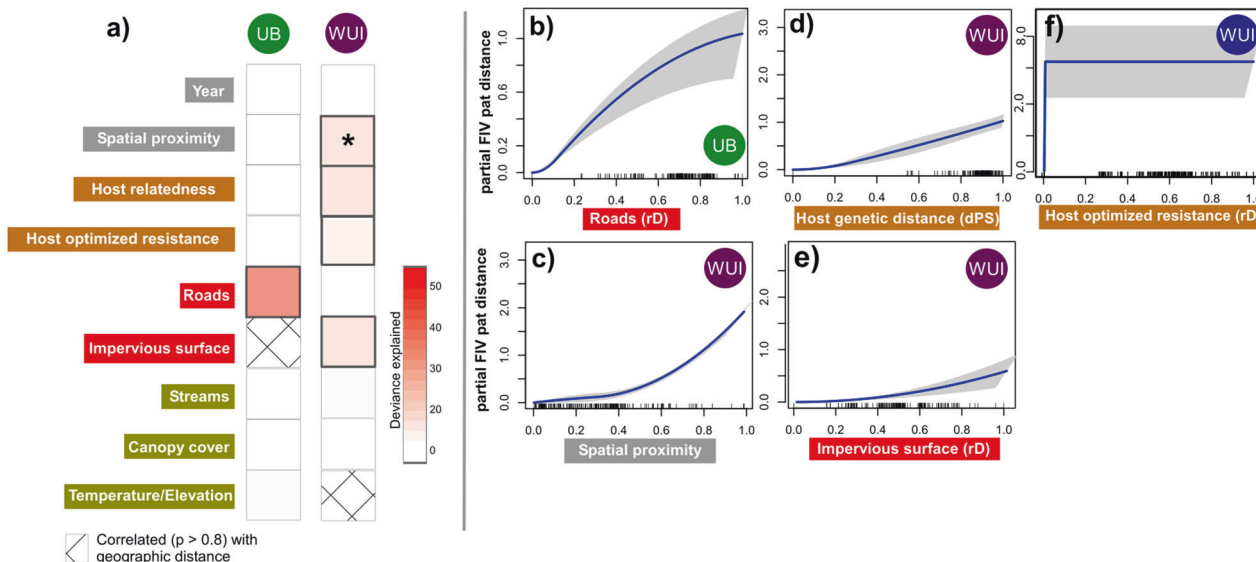 a)
UB
WUI
Year
Spatial proximity
*
Host relatedness
Host optimized resistance
Roads
Impervious surface
Streams
Canopy cover
Temperature/Elevation
Correlated (p > 0.8) with
geographic distance
Deviance explained
50
40
30
20
10
0
b)
partial FIV pat distance
1.0
0.6
0.2
0.0
UB
0.0 0.2 0.4 0.6 0.8 1.0
Roads (rD)
c)
WUI
partial FIV pat distance
3.0
2.0
1.0
0.0
0.0 0.2 0.4 0.6 0.8 1.0
Spatial proximity
d)
WUI
3.0
2.0
1.0
0.0
0.0 0.2 0.4 0.6 0.8 1.0
Host genetic distance (dPS)
e)
WUI
2.0
1.0
0.0
0.0 0.2 0.4 0.6 0.8 1.0
Impervious surface (rD)
f)
WUI
8.0
2.0
0.0
0.0 0.2 0.4 0.6 0.8 1.0
Host optimized resistance (rD